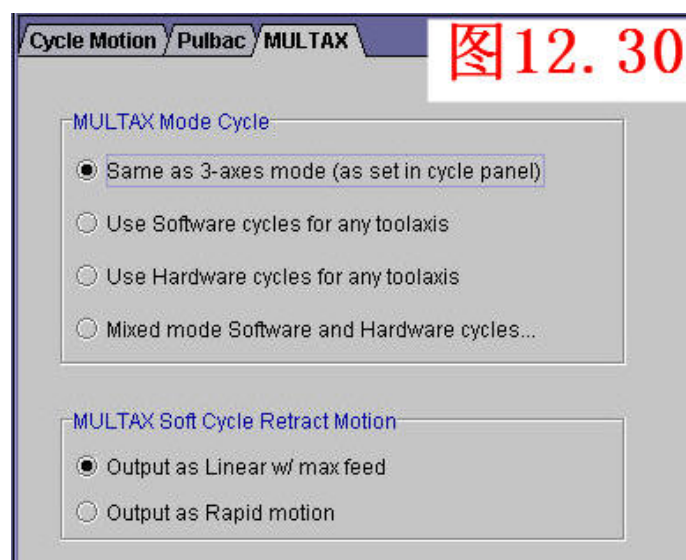 Cycle Motion Pulbac MULTAX
图12.30
MULTAX Mode Cycle
Same as 3-axes mode (as set in cycle panel)
Use Software cycles for any toolaxis
Use Hardware cycles for any toolaxis
Mixed mode Software and Hardware cycles...
MULTAX Soft Cycle Retract Motion
Output as Linear w/ max feed
Output as Rapid motion